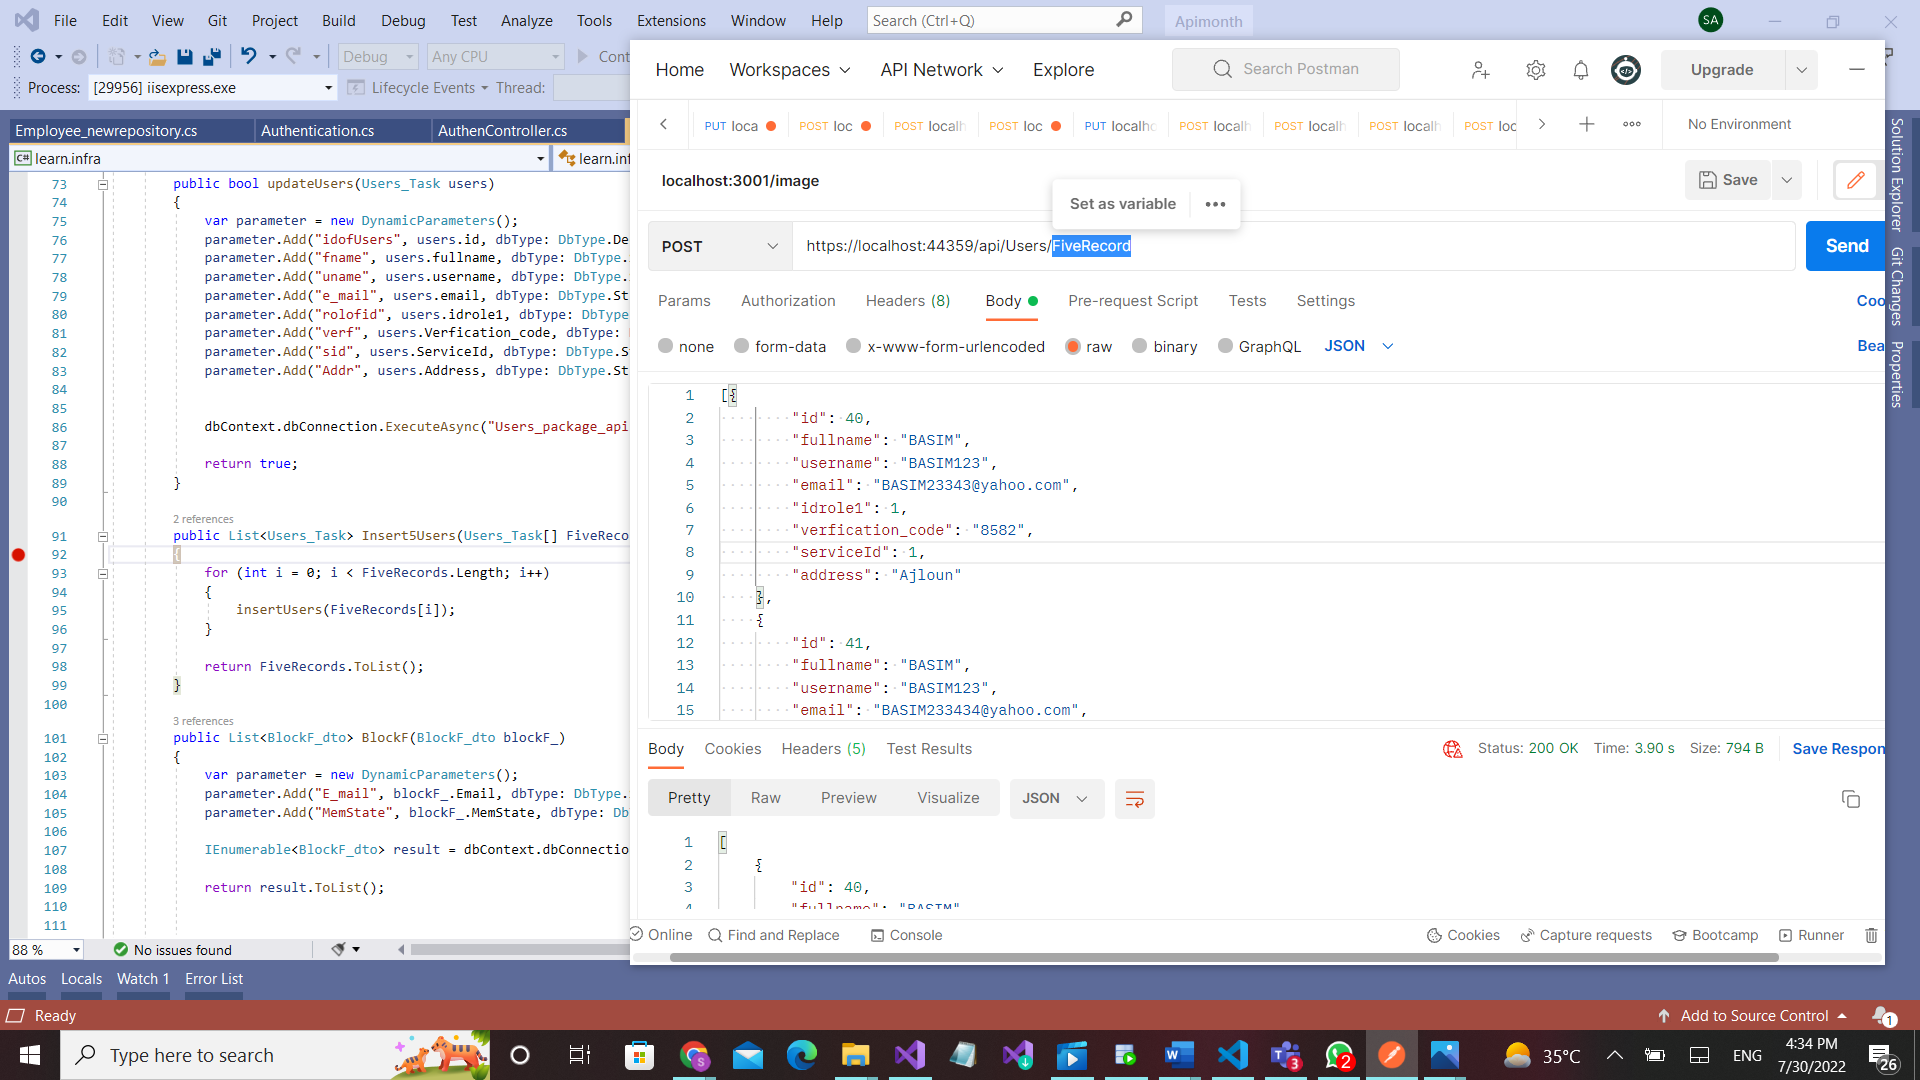 File Edit View Git Project Build Debug Test Analyze Tools Extensions Window Help Search (Ctrl+Q) Apimonth SA
Debug Any CPU Cont
Process: [29956] iisexpress.exe Lifecycle Events Thread:
Employee_newrepository.cs Authentication.cs AuthenController.cs
C# learn.infra learn.inf
73 public bool updateUsers(Users_Task users)
74 {
75 var parameter = new DynamicParameters();
76 parameter.Add("idofUsers", users.id, dbType: DbType.De
77 parameter.Add("fname", users.fullname, dbType: DbType.
78 parameter.Add("uname", users.username, dbType: DbType.
79 parameter.Add("e_mail", users.email, dbType: DbType.St
80 parameter.Add("rolofid", users.idrole1, dbType: DbType
81 parameter.Add("verf", users.Verfication_code, dbType:
82 parameter.Add("sid", users.ServiceId, dbType: DbType.S
83 parameter.Add("Addr", users.Address, dbType: DbType.St
84
85
86 dbContext.dbConnection.ExecuteAsync("Users_package_api
87
88 return true;
89 }
90
2 references
91 public List<Users_Task> Insert5Users(Users_Task[] FiveReco
92 {
93 for (int i = 0; i < FiveRecords.Length; i++)
94 {
95 insertUsers(FiveRecords[i]);
96 }
97
98 return FiveRecords.ToList();
99 }
100
3 references
101 public List<BlockF_dto> BlockF(BlockF_dto blockF_)
102 {
103 var parameter = new DynamicParameters();
104 parameter.Add("E_mail", blockF_.Email, dbType: DbType.
105 parameter.Add("MemState", blockF_.MemState, dbType: Db
106
107 IEnumerable<BlockF_dto> result = dbContext.dbConnectio
108
109 return result.ToList();
110
111
88 % No issues found
Autos Locals Watch 1 Error List
Ready
Home Workspaces API Network Explore Search Postman Upgrade
PUT loca POST loc POST localh POST loc PUT localhc POST localh POST localh POST localh POST loc No Environment
localhost:3001/image Save
Set as variable
POST https://localhost:44359/api/Users/FiveRecord Send
Params Authorization Headers (8) Body Pre-request Script Tests Settings Coo
none form-data x-www-form-urlencoded raw binary GraphQL JSON Bea
1 [{
2 "id": 40,
3 "fullname": "BASIM",
4 "username": "BASIM123",
5 "email": "BASIM23343@yahoo.com",
6 "idrole1": 1,
7 "verfication_code": "8582",
8 "serviceId": 1,
9 "address": "Ajloun"
10 },
11 {
12 "id": 41,
13 "fullname": "BASIM",
14 "username": "BASIM123",
15 "email": "BASIM233434@yahoo.com",
Body Cookies Headers (5) Test Results Status: 200 OK Time: 3.90 s Size: 794 B Save Respon
Pretty Raw Preview Visualize JSON
1 [
2 {
3 "id": 40,
4 "fullname": "BASIM"
Online Find and Replace Console Cookies Capture requests Bootcamp Runner
Solution Explorer
Git Changes
Properties
Add to Source Control 1
Type here to search 3 2 35°C ENG 4:34 PM
7/30/2022 26